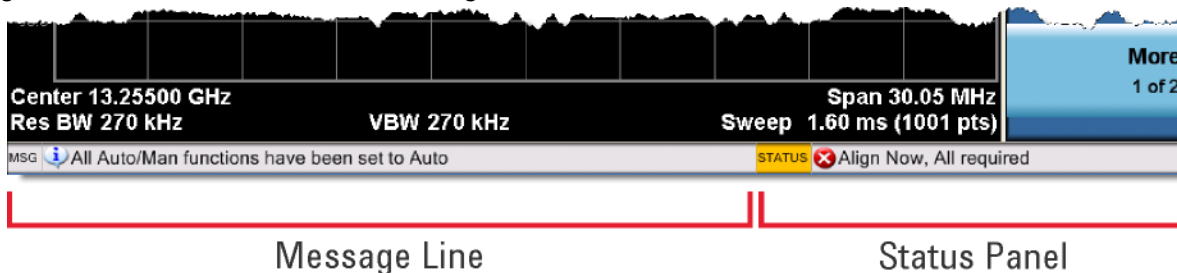 More
1 of 2
Center 13.25500 GHz
Span 30.05 MHz
Res BW 270 kHz
VBW 270 kHz
Sweep 1.60 ms (1001 pts)
MSG All Auto/Man functions have been set to Auto
STATUS Align Now, All required
Message Line
Status Panel